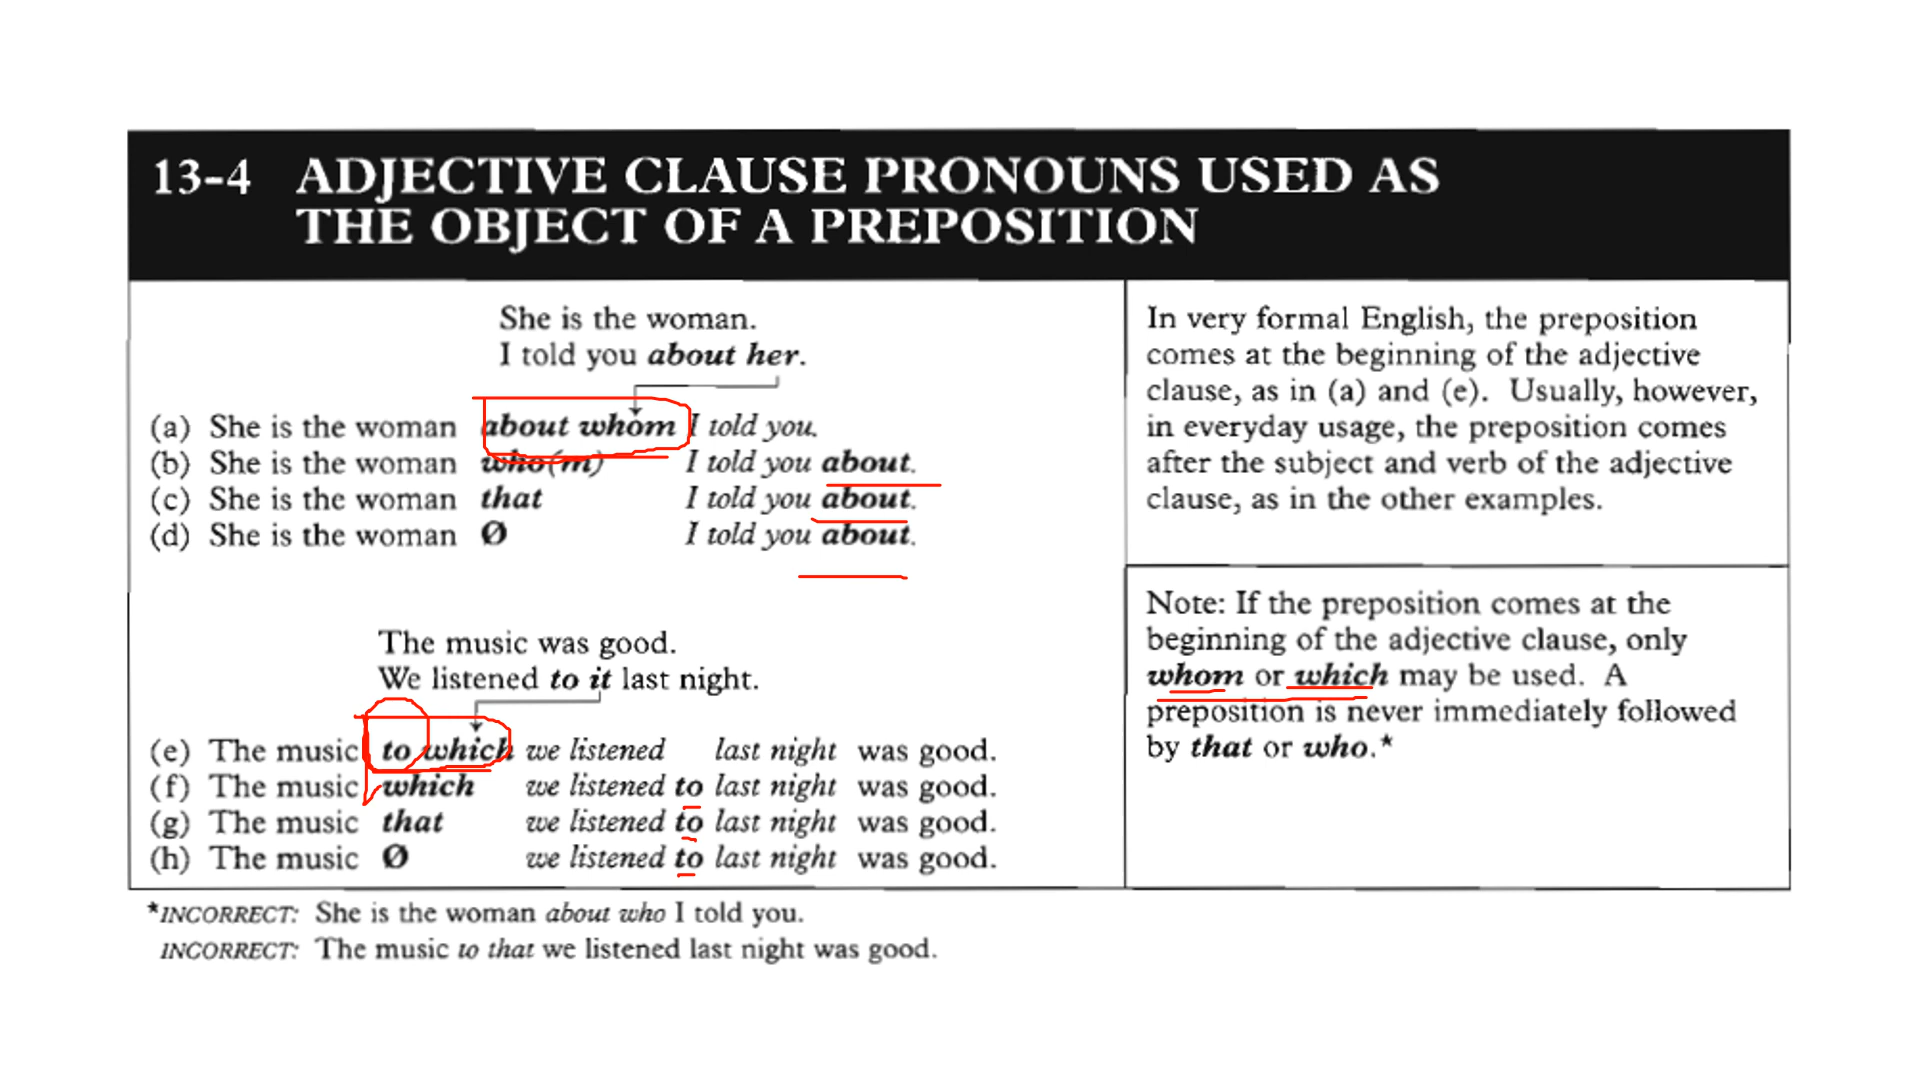 13-4 ADJECTIVE CLAUSE PRONOUNS USED AS
THE OBJECT OF A PREPOSITION
She is the woman.
I told you about her.
(a) She is the woman about whom I told you.
(b) She is the woman who(m) I told you about.
(c) She is the woman that I told you about.
(d) She is the woman Ø I told you about.
The music was good.
We listened to it last night.
(e) The music to which we listened last night was good.
(f) The music which we listened to last night was good.
(g) The music that we listened to last night was good.
(h) The music Ø we listened to last night was good.
In very formal English, the preposition
comes at the beginning of the adjective
clause, as in (a) and (e). Usually, however,
in everyday usage, the preposition comes
after the subject and verb of the adjective
clause, as in the other examples.
Note: If the preposition comes at the
beginning of the adjective clause, only
whom or which may be used. A
preposition is never immediately followed
by that or who.*
*INCORRECT: She is the woman about who I told you.
INCORRECT: The music to that we listened last night was good.